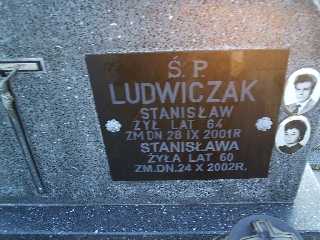 Ś. P.
LUDWICZAK
STANISŁAW
ŻYŁ LAT 64
ZM.DN 28 IX 2001R
STANISŁAWA
ŻYŁA LAT 60
ZM.DN.24 X 2002R.